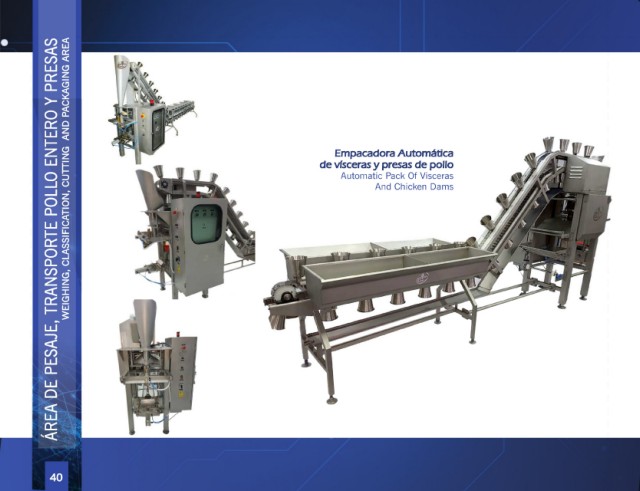 ÁREA DE PESAJE, TRANSPORTE POLLO ENTERO Y PRESAS
WEIGHING, CLASSIFICATION, CUTTING AND PACKAGING AREA
Empacadora Automática
de vísceras y presas de pollo
Automatic Pack Of Visceras
And Chicken Dams
40